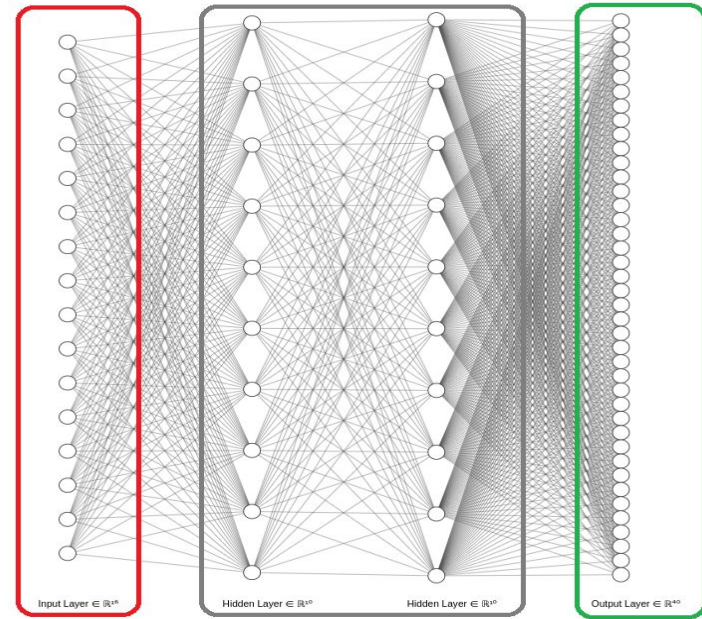 Input Layer ∈ ℝ¹⁶
Hidden Layer ∈ ℝ¹⁰
Hidden Layer ∈ ℝ¹⁰
Output Layer ∈ ℝ⁴⁰